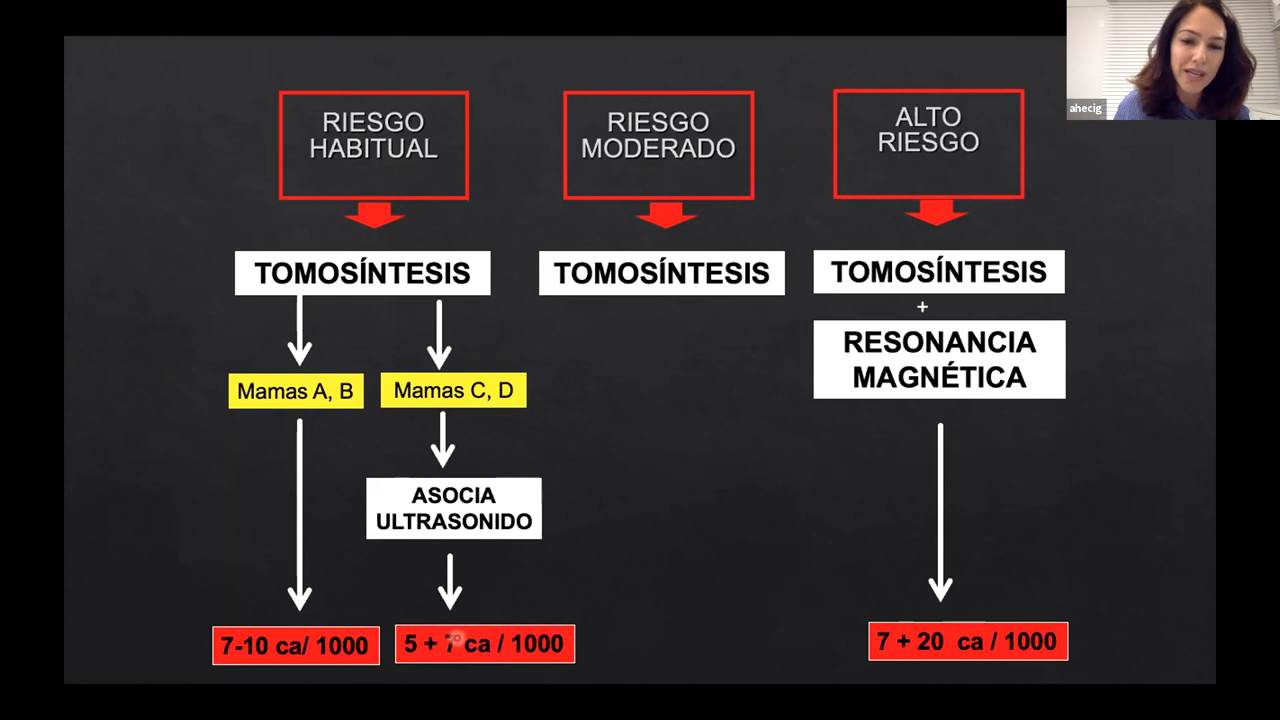 ahecig
RIESGO
HABITUAL
RIESGO
MODERADO
ALTO
RIESGO
TOMOSÍNTESIS
TOMOSÍNTESIS
TOMOSÍNTESIS
+
RESONANCIA
MAGNÉTICA
Mamas A, B
Mamas C, D
ASOCIA
ULTRASONIDO
7-10 ca/ 1000
5 + 7 ca / 1000
7 + 20 ca / 1000